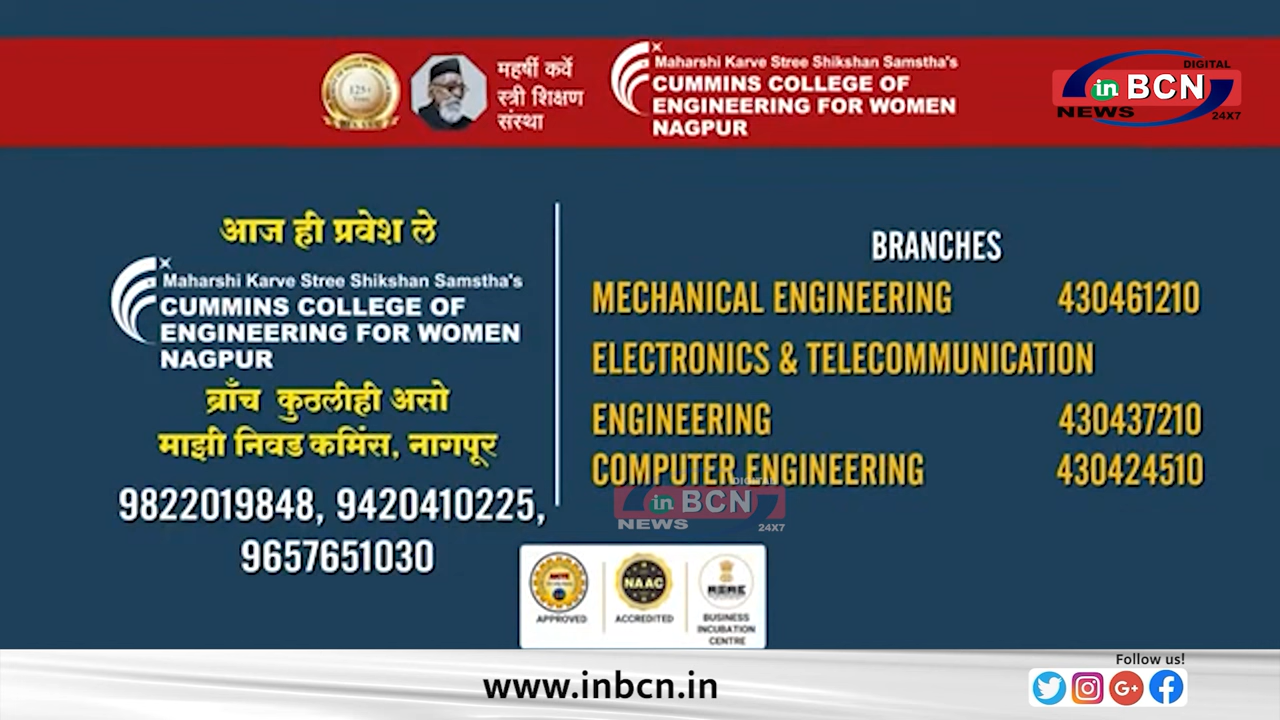 महर्षी कर्वे
स्त्री शिक्षण
संस्था
Maharshi Karve Stree Shikshan Samstha's
CUMMINS COLLEGE OF
ENGINEERING FOR WOMEN
NAGPUR
DIGITAL
in BCN
NEWS
24X7
आज ही प्रवेश ले
Maharshi Karve Stree Shikshan Samstha's
CUMMINS COLLEGE OF
ENGINEERING FOR WOMEN
NAGPUR
ब्राँच कुठलीही असो
माझी निवड कमिंस, नागपूर
9822019848, 9420410225,
9657651030
BRANCHES
MECHANICAL ENGINEERING 430461210
ELECTRONICS & TELECOMMUNICATION
ENGINEERING 430437210
COMPUTER ENGINEERING 430424510
DIGITAL
in BCN
NEWS
24X7
APPROVED
NAAC
ACCREDITED
BUSINESS
INCUBATION
CENTRE
www.inbcn.in
Follow us!
G+